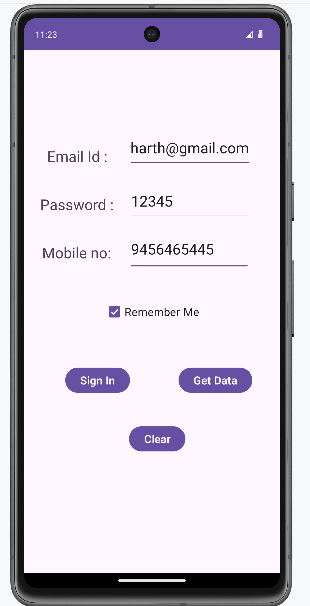 11:23
Email Id : harth@gmail.com
Password : 12345
Mobile no: 9456465445
Remember Me
Sign In Get Data
Clear